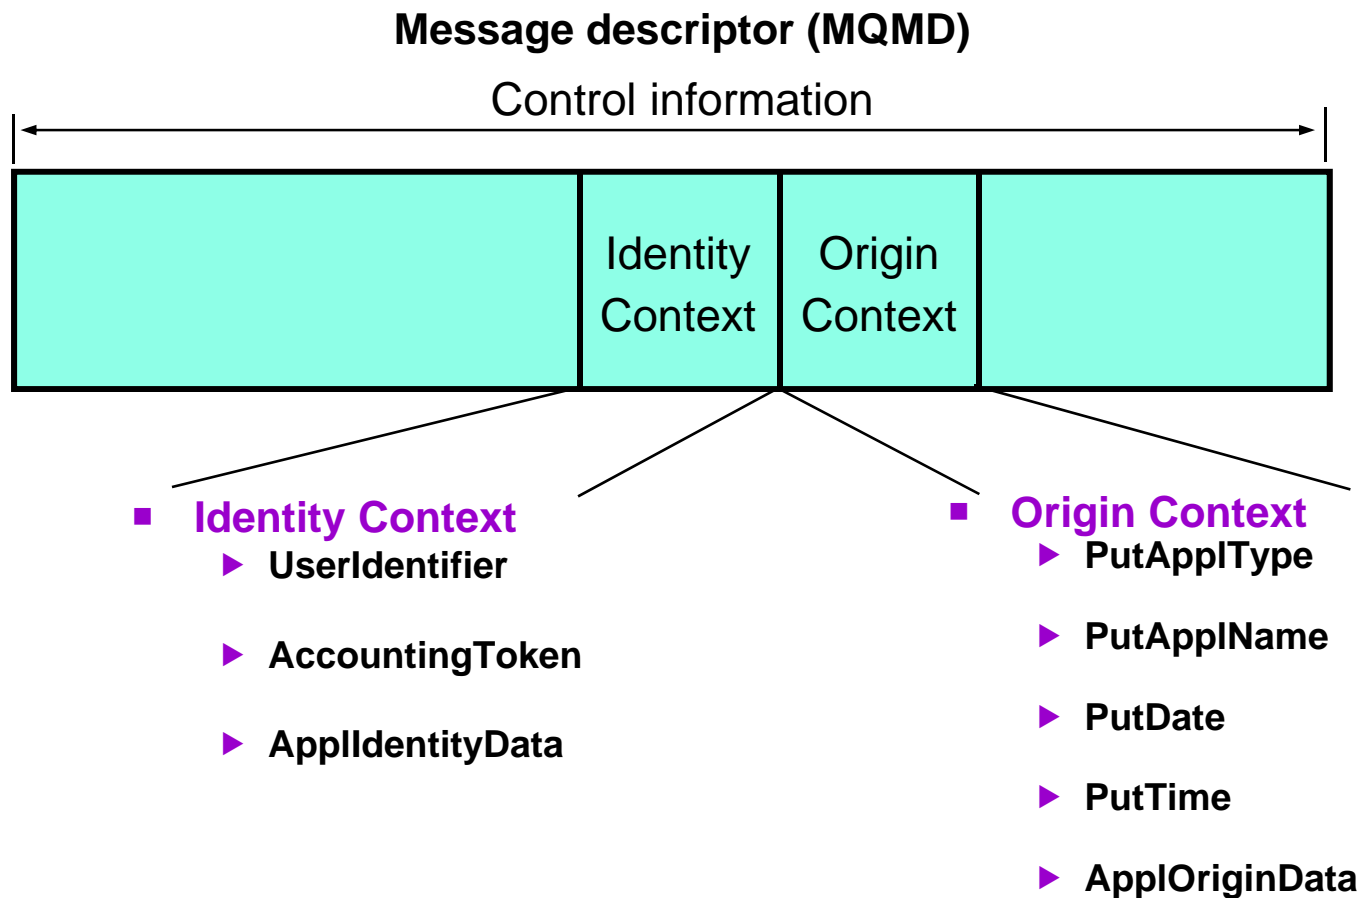 Message descriptor (MQMD)
Control information
Identity
Context
Origin
Context
Identity Context
UserIdentifier
AccountingToken
ApplIdentityData
Origin Context
PutApplType
PutApplName
PutDate
PutTime
ApplOriginData